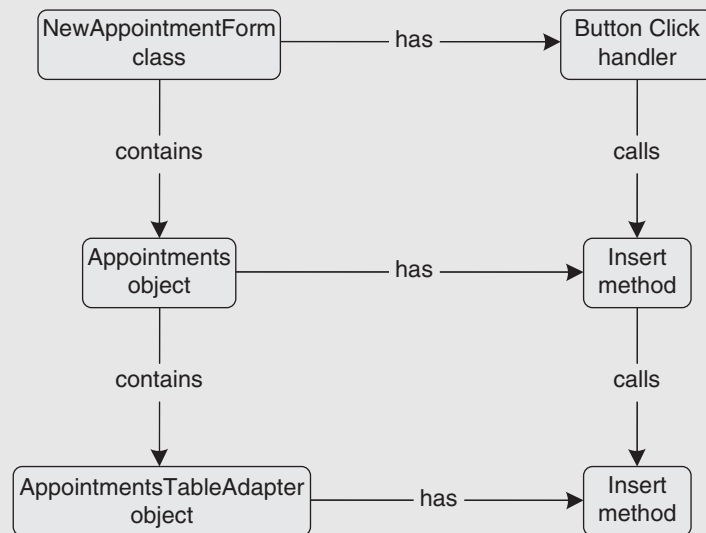 NewAppointmentForm
class
has
Button Click
handler
contains
calls
Appointments
object
has
Insert
method
contains
calls
AppointmentsTableAdapter
object
has
Insert
method